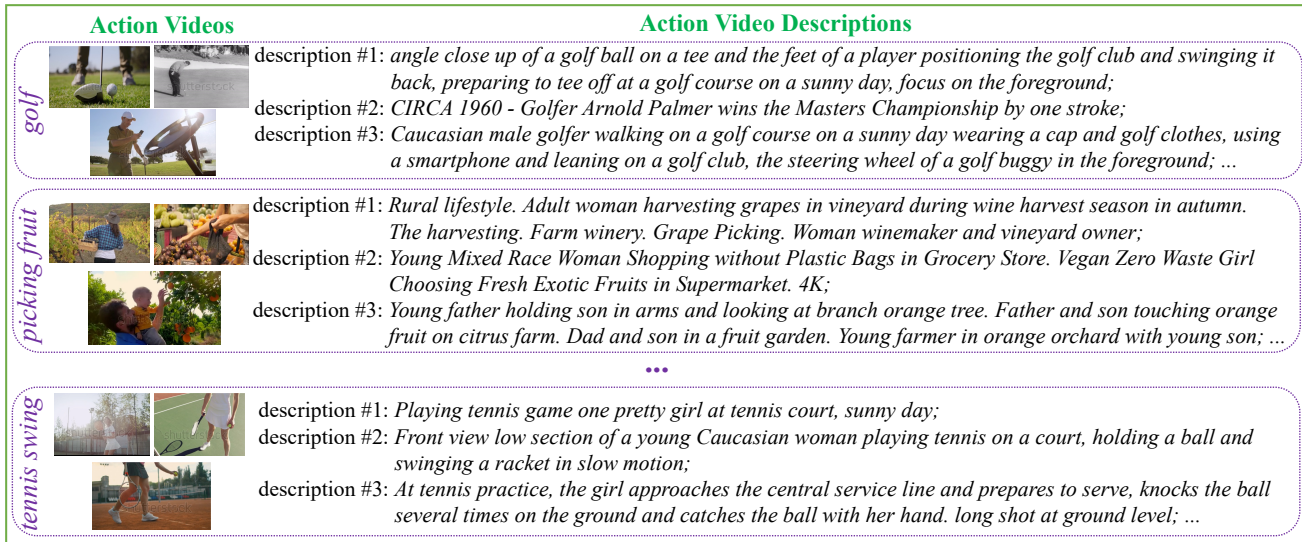 Action Videos
Action Video Descriptions
golf
description #1: angle close up of a golf ball on a tee and the feet of a player positioning the golf club and swinging it
back, preparing to tee off at a golf course on a sunny day, focus on the foreground;
description #2: CIRCA 1960 - Golfer Arnold Palmer wins the Masters Championship by one stroke;
description #3: Caucasian male golfer walking on a golf course on a sunny day wearing a cap and golf clothes, using
a smartphone and leaning on a golf club, the steering wheel of a golf buggy in the foreground; ...
picking fruit
description #1: Rural lifestyle. Adult woman harvesting grapes in vineyard during wine harvest season in autumn.
The harvesting. Farm winery. Grape Picking. Woman winemaker and vineyard owner;
description #2: Young Mixed Race Woman Shopping without Plastic Bags in Grocery Store. Vegan Zero Waste Girl
Choosing Fresh Exotic Fruits in Supermarket. 4K;
description #3: Young father holding son in arms and looking at branch orange tree. Father and son touching orange
fruit on citrus farm. Dad and son in a fruit garden. Young farmer in orange orchard with young son; ...
...
tennis swing
description #1: Playing tennis game one pretty girl at tennis court, sunny day;
description #2: Front view low section of a young Caucasian woman playing tennis on a court, holding a ball and
swinging a racket in slow motion;
description #3: At tennis practice, the girl approaches the central service line and prepares to serve, knocks the ball
several times on the ground and catches the ball with her hand. long shot at ground level; ...